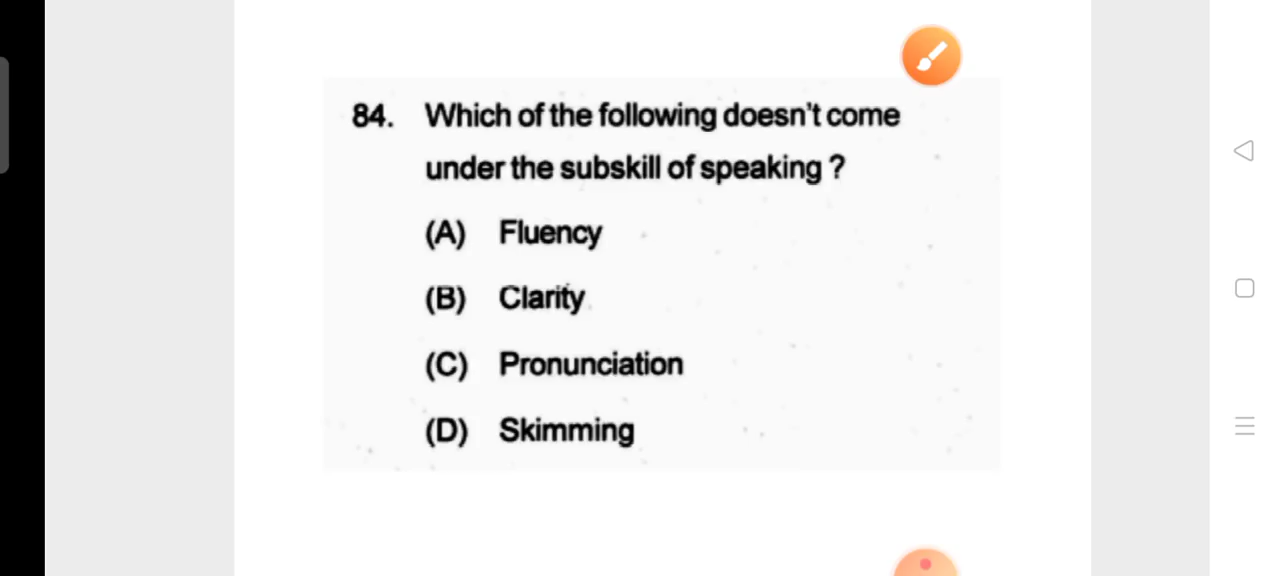 84. Which of the following doesn't come
under the subskill of speaking ?
(A) Fluency
(B) Clarity
(C) Pronunciation
(D) Skimming